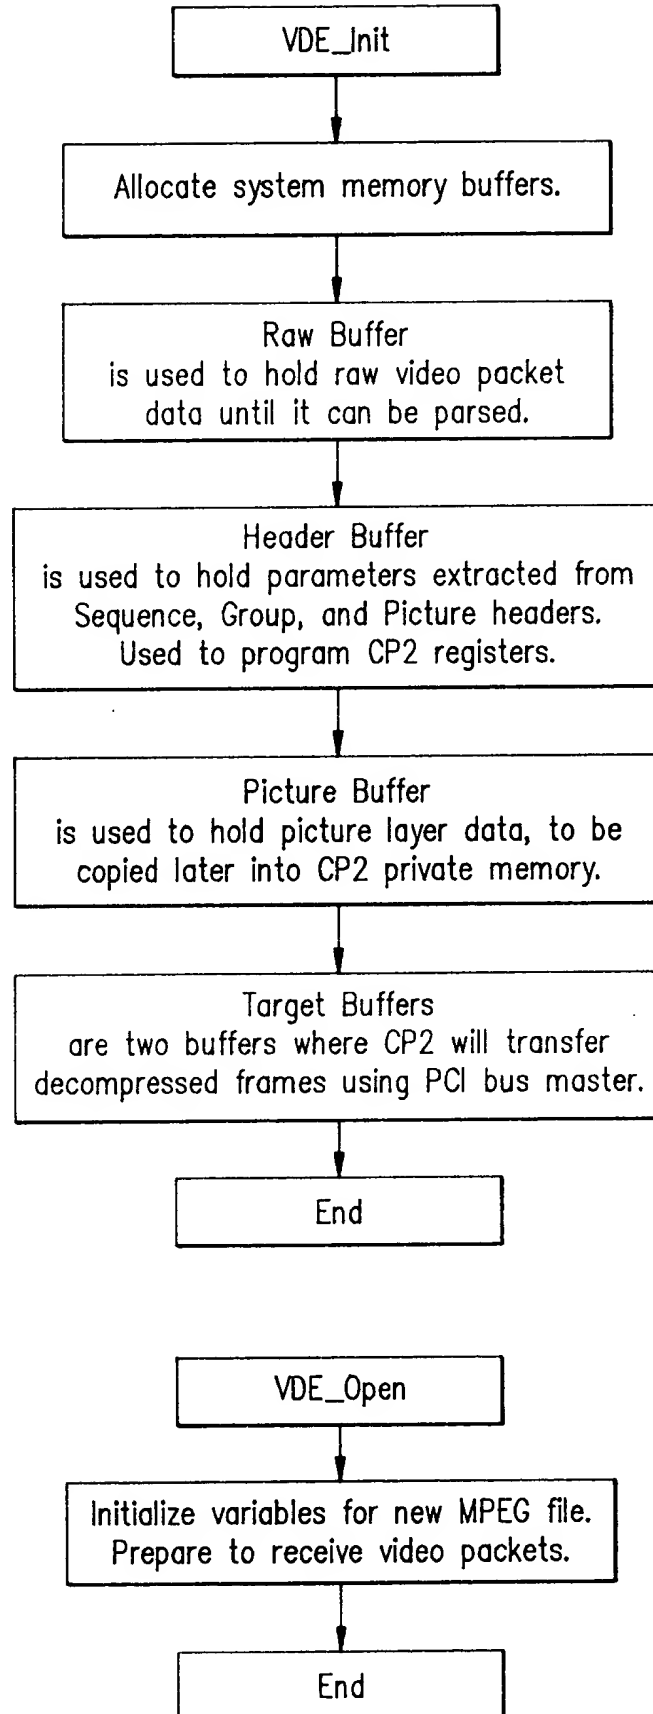 VDE_Init
Allocate system memory buffers.
Raw Buffer
is used to hold raw video packet
data until it can be parsed.
Header Buffer
is used to hold parameters extracted from
Sequence, Group, and Picture headers.
Used to program CP2 registers.
Picture Buffer
is used to hold picture layer data, to be
copied later into CP2 private memory.
Target Buffers
are two buffers where CP2 will transfer
decompressed frames using PCI bus master.
End
VDE_Open
Initialize variables for new MPEG file.
Prepare to receive video packets.
End